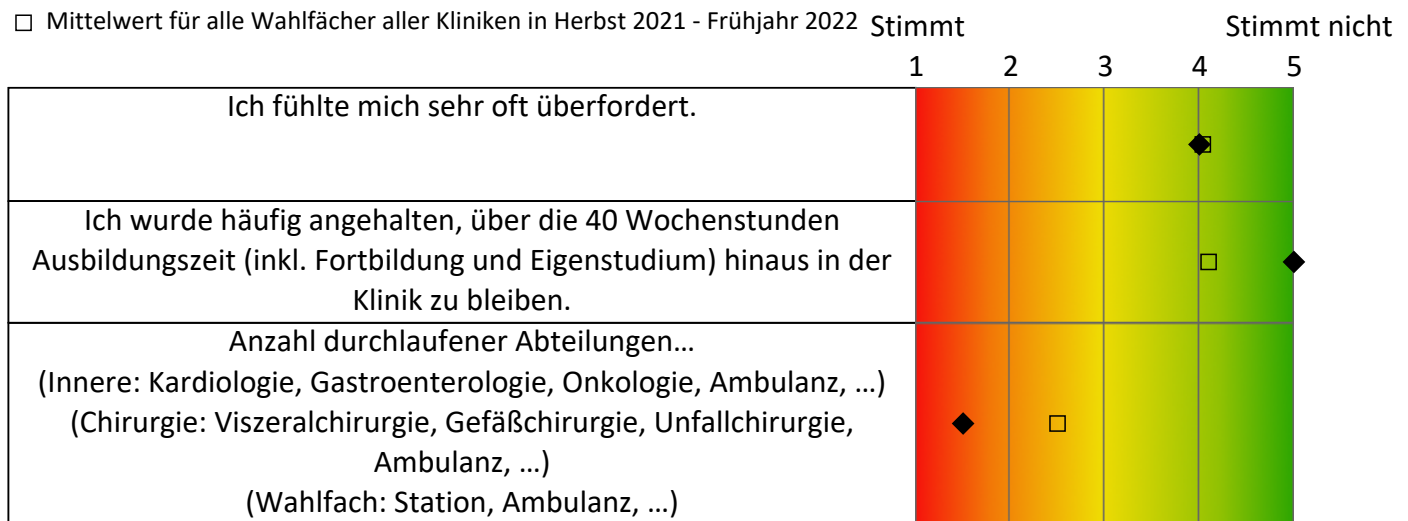 □ Mittelwert für alle Wahlfächer aller Kliniken in Herbst 2021 - Frühjahr 2022 Stimmt Stimmt nicht
1 2 3 4 5
Ich fühlte mich sehr oft überfordert.
Ich wurde häufig angehalten, über die 40 Wochenstunden
Ausbildungszeit (inkl. Fortbildung und Eigenstudium) hinaus in der
Klinik zu bleiben.
Anzahl durchlaufener Abteilungen…
(Innere: Kardiologie, Gastroenterologie, Onkologie, Ambulanz, …)
(Chirurgie: Viszeralchirurgie, Gefäßchirurgie, Unfallchirurgie,
Ambulanz, …)
(Wahlfach: Station, Ambulanz, …)